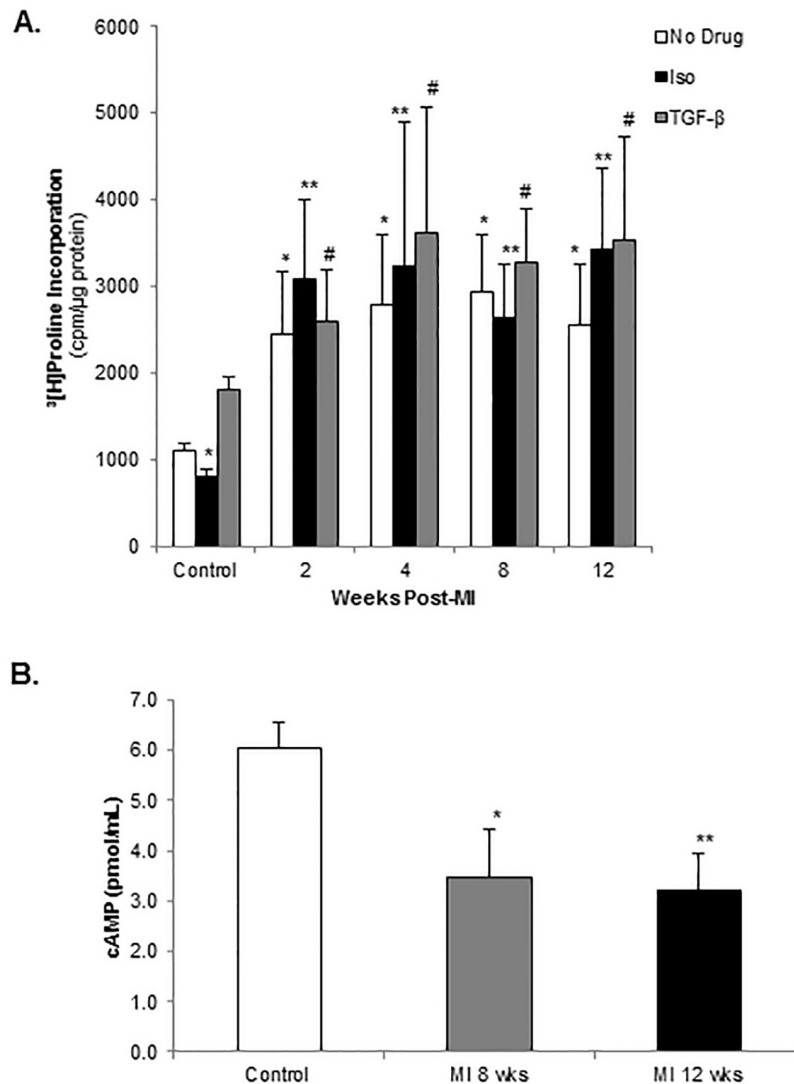 A.
6000
5000
4000
3000
2000
1000
0
³[H]Proline Incorporation
(cpm/µg protein)
No Drug
Iso
TGF-β
*
*
**
#
*
**
#
*
**
#
*
**
#
Control 2 4 8 12
Weeks Post-MI
B.
7.0
6.0
5.0
4.0
3.0
2.0
1.0
0.0
cAMP (pmol/mL)
*
**
Control MI 8 wks MI 12 wks